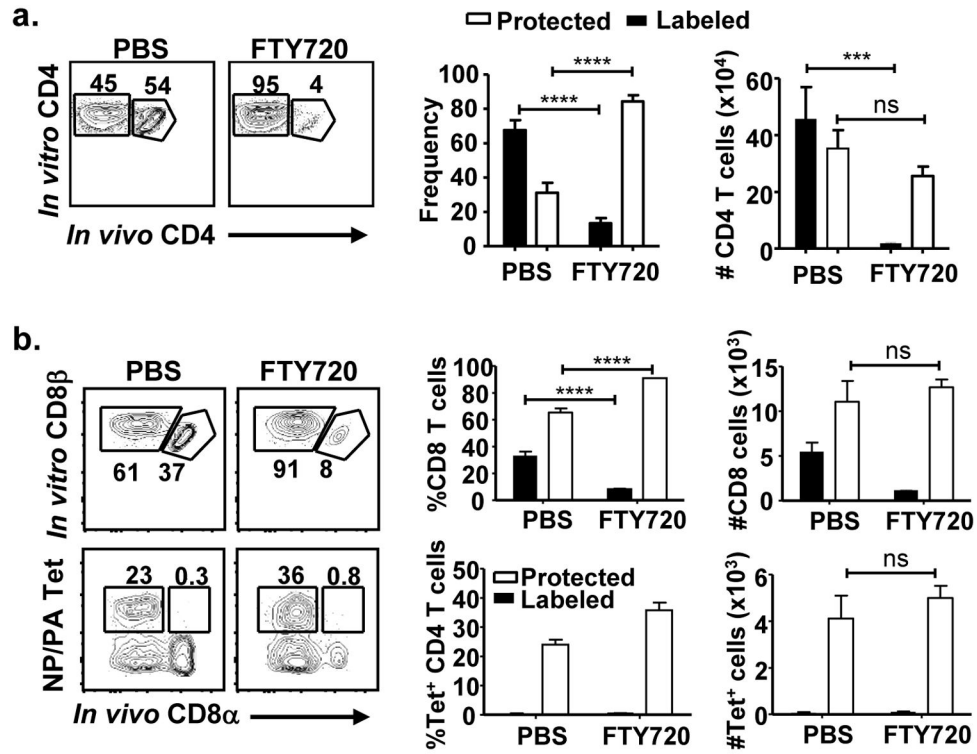 a.
Protected Labeled
PBS FTY720
45 54 95 4
In vitro CD4
In vivo CD4
Frequency
100
80
60
40
20
0
****
****
PBS FTY720
# CD4 T cells (x10⁴)
60
40
20
0
***
ns
PBS FTY720
b.
PBS FTY720
In vitro CD8β
61 37 91 8
NP/PA Tet
23 0.3 36 0.8
In vivo CD8α
%CD8 T cells
100
80
60
40
20
0
****
****
PBS FTY720
#CD8 cells (x10³)
15
10
5
0
ns
PBS FTY720
%Tet⁺ CD4 T cells
50
40
30
20
10
0
Protected
Labeled
PBS FTY720
#Tet⁺ cells (x10³)
6
4
2
0
ns
PBS FTY720